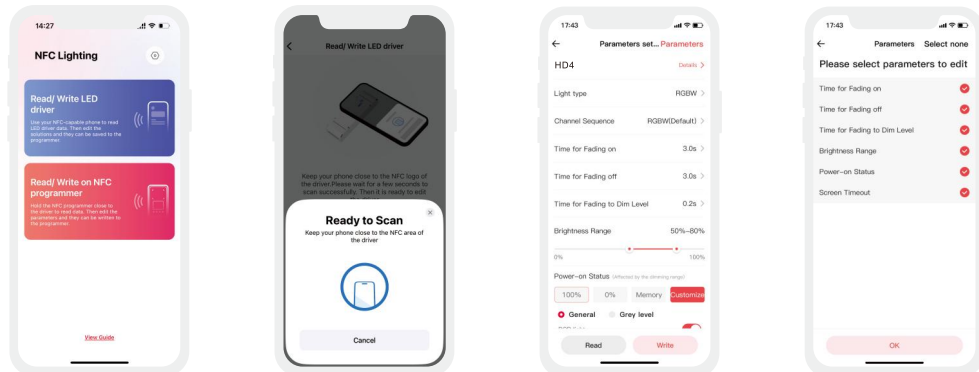 14:27
NFC Lighting
Read/ Write LED
driver
Use your NFC-capable phone to read
LED driver data. Then edit the
solutions and they can be saved to the
programmer
Read/ Write on NFC
programmer
Hold the NFC programmer close to
the driver to read data. Then edit the
parameters and they can be written to
the programmer.
View Guide
Read/ Write LED driver
Keep your phone close to the NFC logo of
the driver.Please wait for a few seconds to
scan successfully. Then it is ready to edit
Ready to Scan
Keep your phone close to the NFC area of
the driver
Cancel
17:43
Parameters set... Parameters
HD4 Details >
Light type RGBW >
Channel Sequence RGBW(Default) >
Time for Fading on 3.0s >
Time for Fading off 3.0s >
Time for Fading to Dim Level 0.2s >
Brightness Range 50%-80%
0% 100%
Power-on Status (Affected by the dimming range)
100% 0% Memory Customize
General Grey level
Read Write
17:43
Parameters Select none
Please select parameters to edit
Time for Fading on
Time for Fading off
Time for Fading to Dim Level
Brightness Range
Power-on Status
Screen Timeout
OK